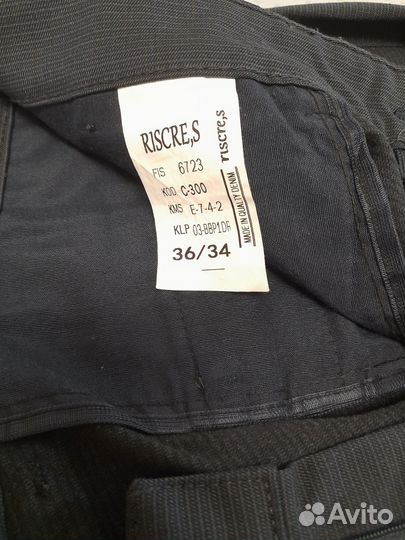 RISCRE,S
FIS 6723
KOD C-300
KMS E-7-4-2
KLP 03-BBP1DR
36/34
riscre,s
MADE IN QUALITY DENIM
Avito